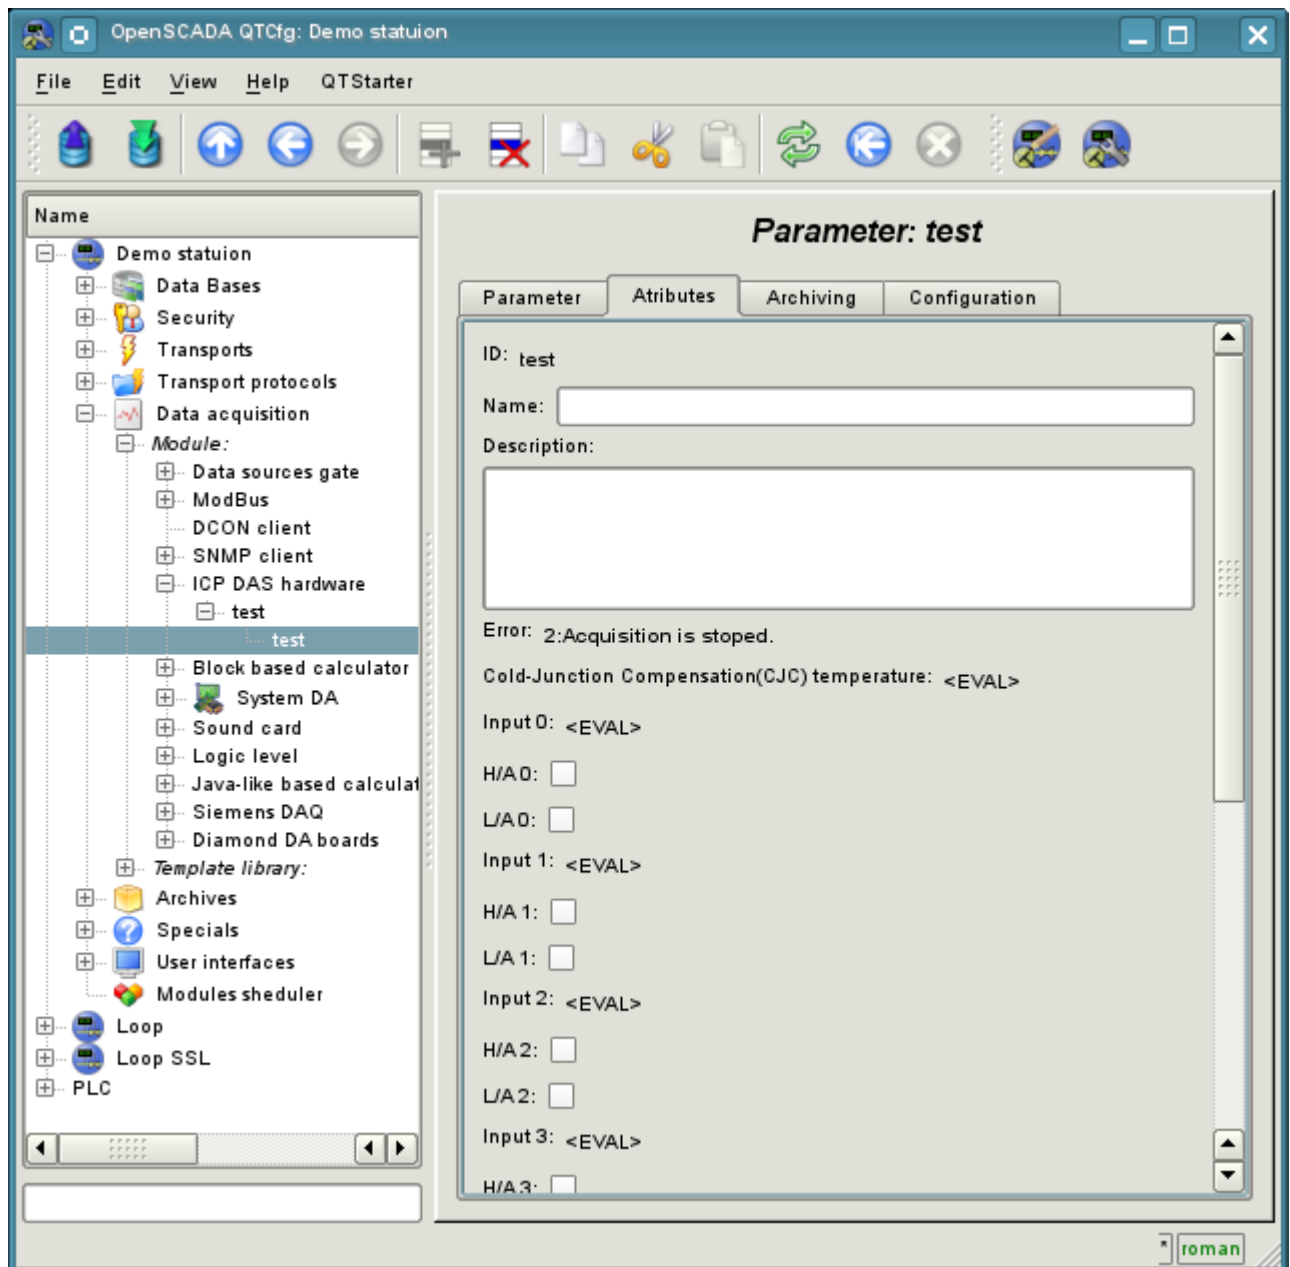 OpenSCADA QTCfg: Demo statuion
File Edit View Help QTStarter
Name
Demo statuion
Data Bases
Security
Transports
Transport protocols
Data acquisition
Module:
Data sources gate
ModBus
DCON client
SNMP client
ICP DAS hardware
test
test
Block based calculator
System DA
Sound card
Logic level
Java-like based calculat
Siemens DAQ
Diamond DA boards
Template library:
Archives
Specials
User interfaces
Modules sheduler
Loop
Loop SSL
PLC
Parameter: test
Parameter Atributes Archiving Configuration
ID: test
Name:
Description:
Error: 2:Acquisition is stoped.
Cold-Junction Compensation(CJC) temperature: <EVAL>
Input 0: <EVAL>
H/A 0:
L/A 0:
Input 1: <EVAL>
H/A 1:
L/A 1:
Input 2: <EVAL>
H/A 2:
L/A 2:
Input 3: <EVAL>
H/A 3:
* roman